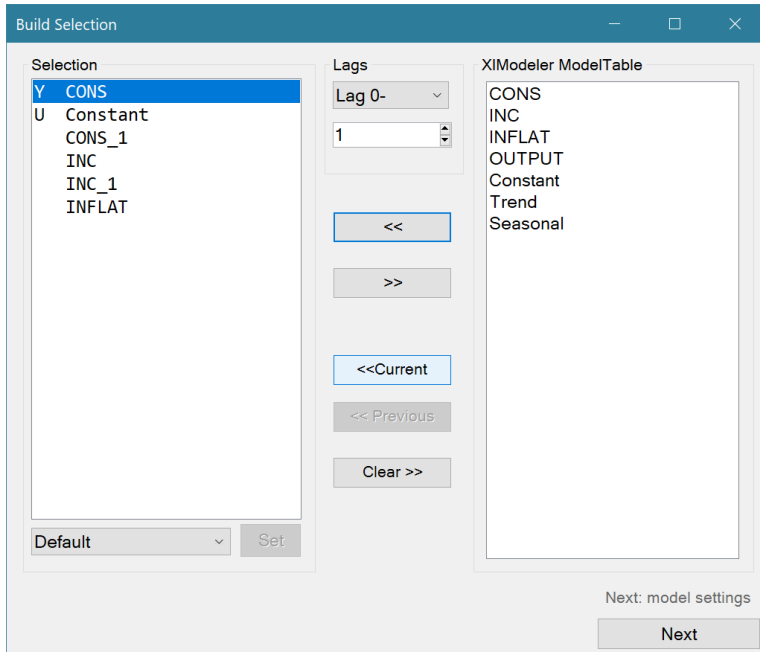 Build Selection
Selection
Y CONS
U Constant
CONS_1
INC
INC_1
INFLAT
Default
Set
Lags
Lag 0-
1
<<
>>
<<Current
<< Previous
Clear >>
XlModeler ModelTable
CONS
INC
INFLAT
OUTPUT
Constant
Trend
Seasonal
Next: model settings
Next